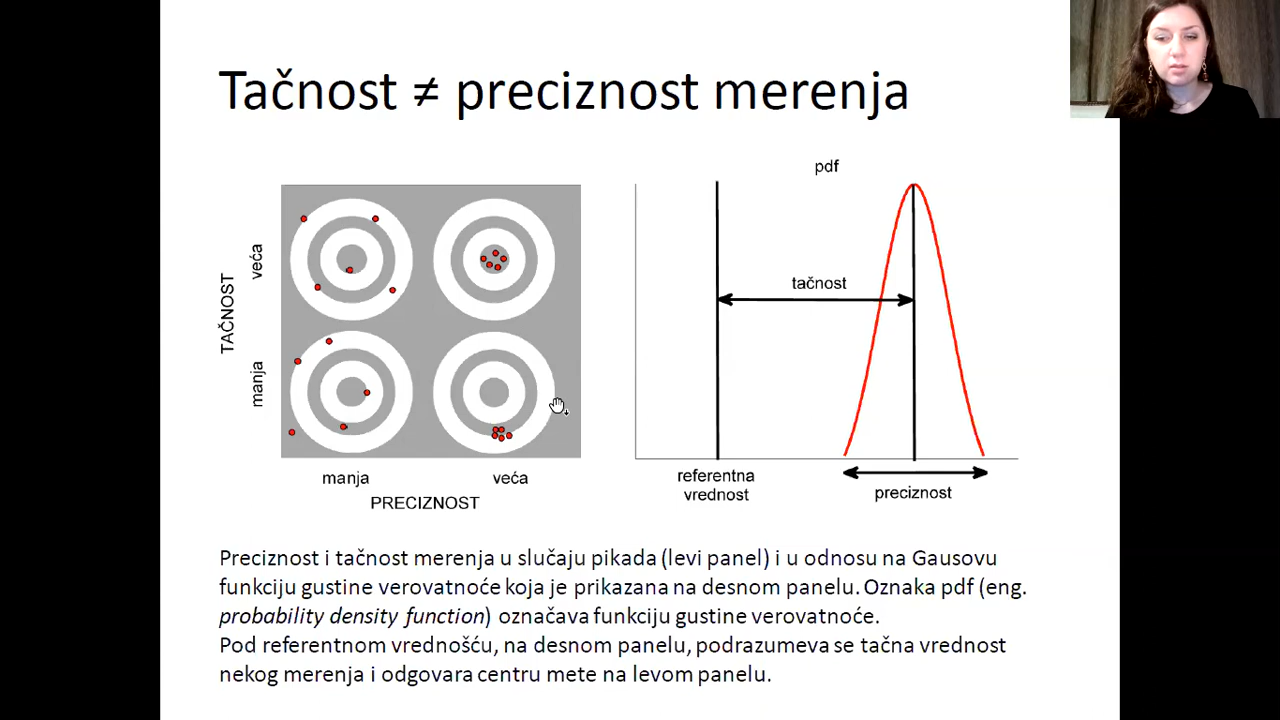 Tačnost ≠ preciznost merenja
TAČNOST
veća
manja
manja
veća
PRECIZNOST
pdf
tačnost
referentna
vrednost
preciznost
Preciznost i tačnost merenja u slučaju pikada (levi panel) i u odnosu na Gausovu
funkciju gustine verovatnoće koja je prikazana na desnom panelu. Oznaka pdf (eng.
probability density function) označava funkciju gustine verovatnoće.
Pod referentnom vrednošću, na desnom panelu, podrazumeva se tačna vrednost
nekog merenja i odgovara centru mete na levom panelu.